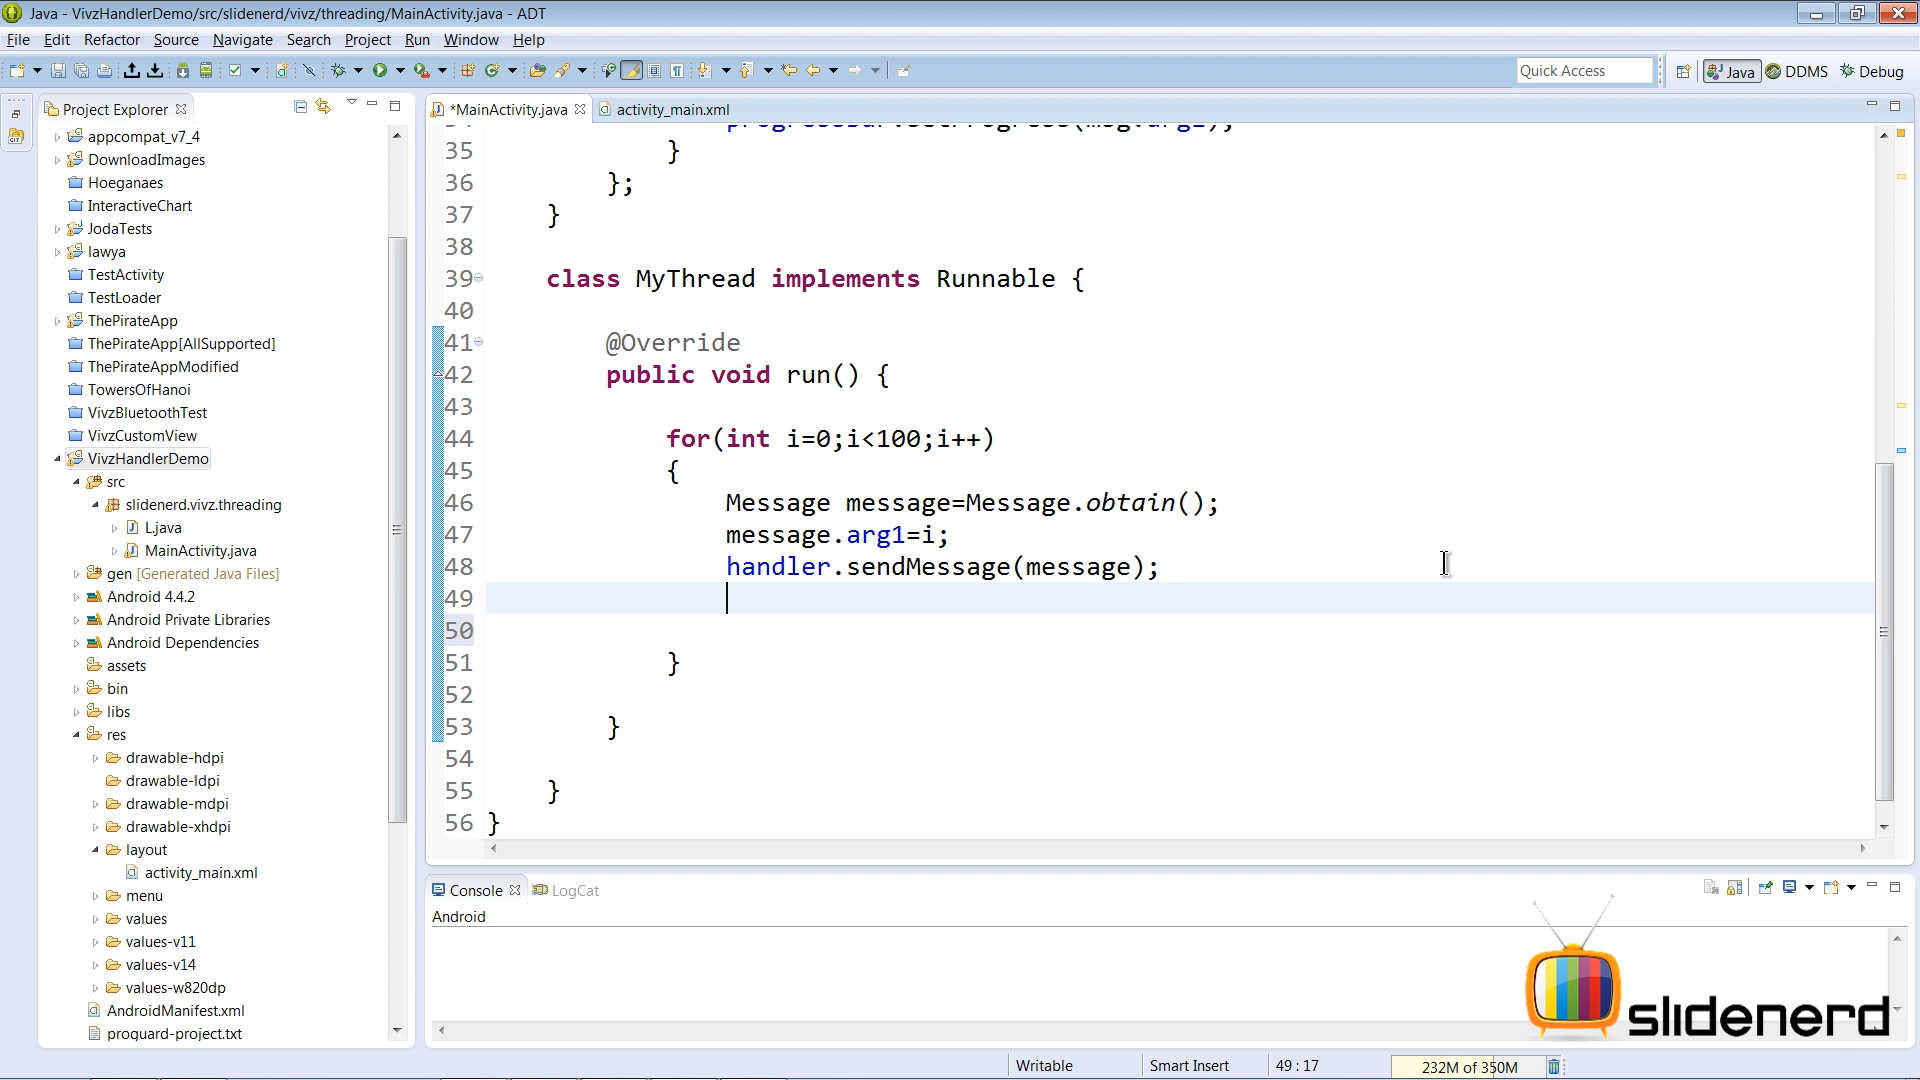 Java - VivzHandlerDemo/src/slidenerd/vivz/threading/MainActivity.java - ADT
File Edit Refactor Source Navigate Search Project Run Window Help
Quick Access
Java
DDMS
Debug
Project Explorer
*MainActivity.java
activity_main.xml
appcompat_v7_4
DownloadImages
Hoeganaes
InteractiveChart
JodaTests
lawya
TestActivity
TestLoader
ThePirateApp
ThePirateApp[AllSupported]
ThePirateAppModified
TowersOfHanoi
VivzBluetoothTest
VivzCustomView
VivzHandlerDemo
src
slidenerd.vivz.threading
L.java
MainActivity.java
gen [Generated Java Files]
Android 4.4.2
Android Private Libraries
Android Dependencies
assets
bin
libs
res
drawable-hdpi
drawable-ldpi
drawable-mdpi
drawable-xhdpi
layout
activity_main.xml
menu
values
values-v11
values-v14
values-w820dp
AndroidManifest.xml
proguard-project.txt
35 }
36 };
37 }
38
39 class MyThread implements Runnable {
40
41 @Override
42 public void run() {
43
44 for(int i=0;i<100;i++)
45 {
46 Message message=Message.obtain();
47 message.arg1=i;
48 handler.sendMessage(message);
49
50
51 }
52
53 }
54
55 }
56 }
Console
LogCat
Android
slidenerd
Writable
Smart Insert
49 : 17
232M of 350M